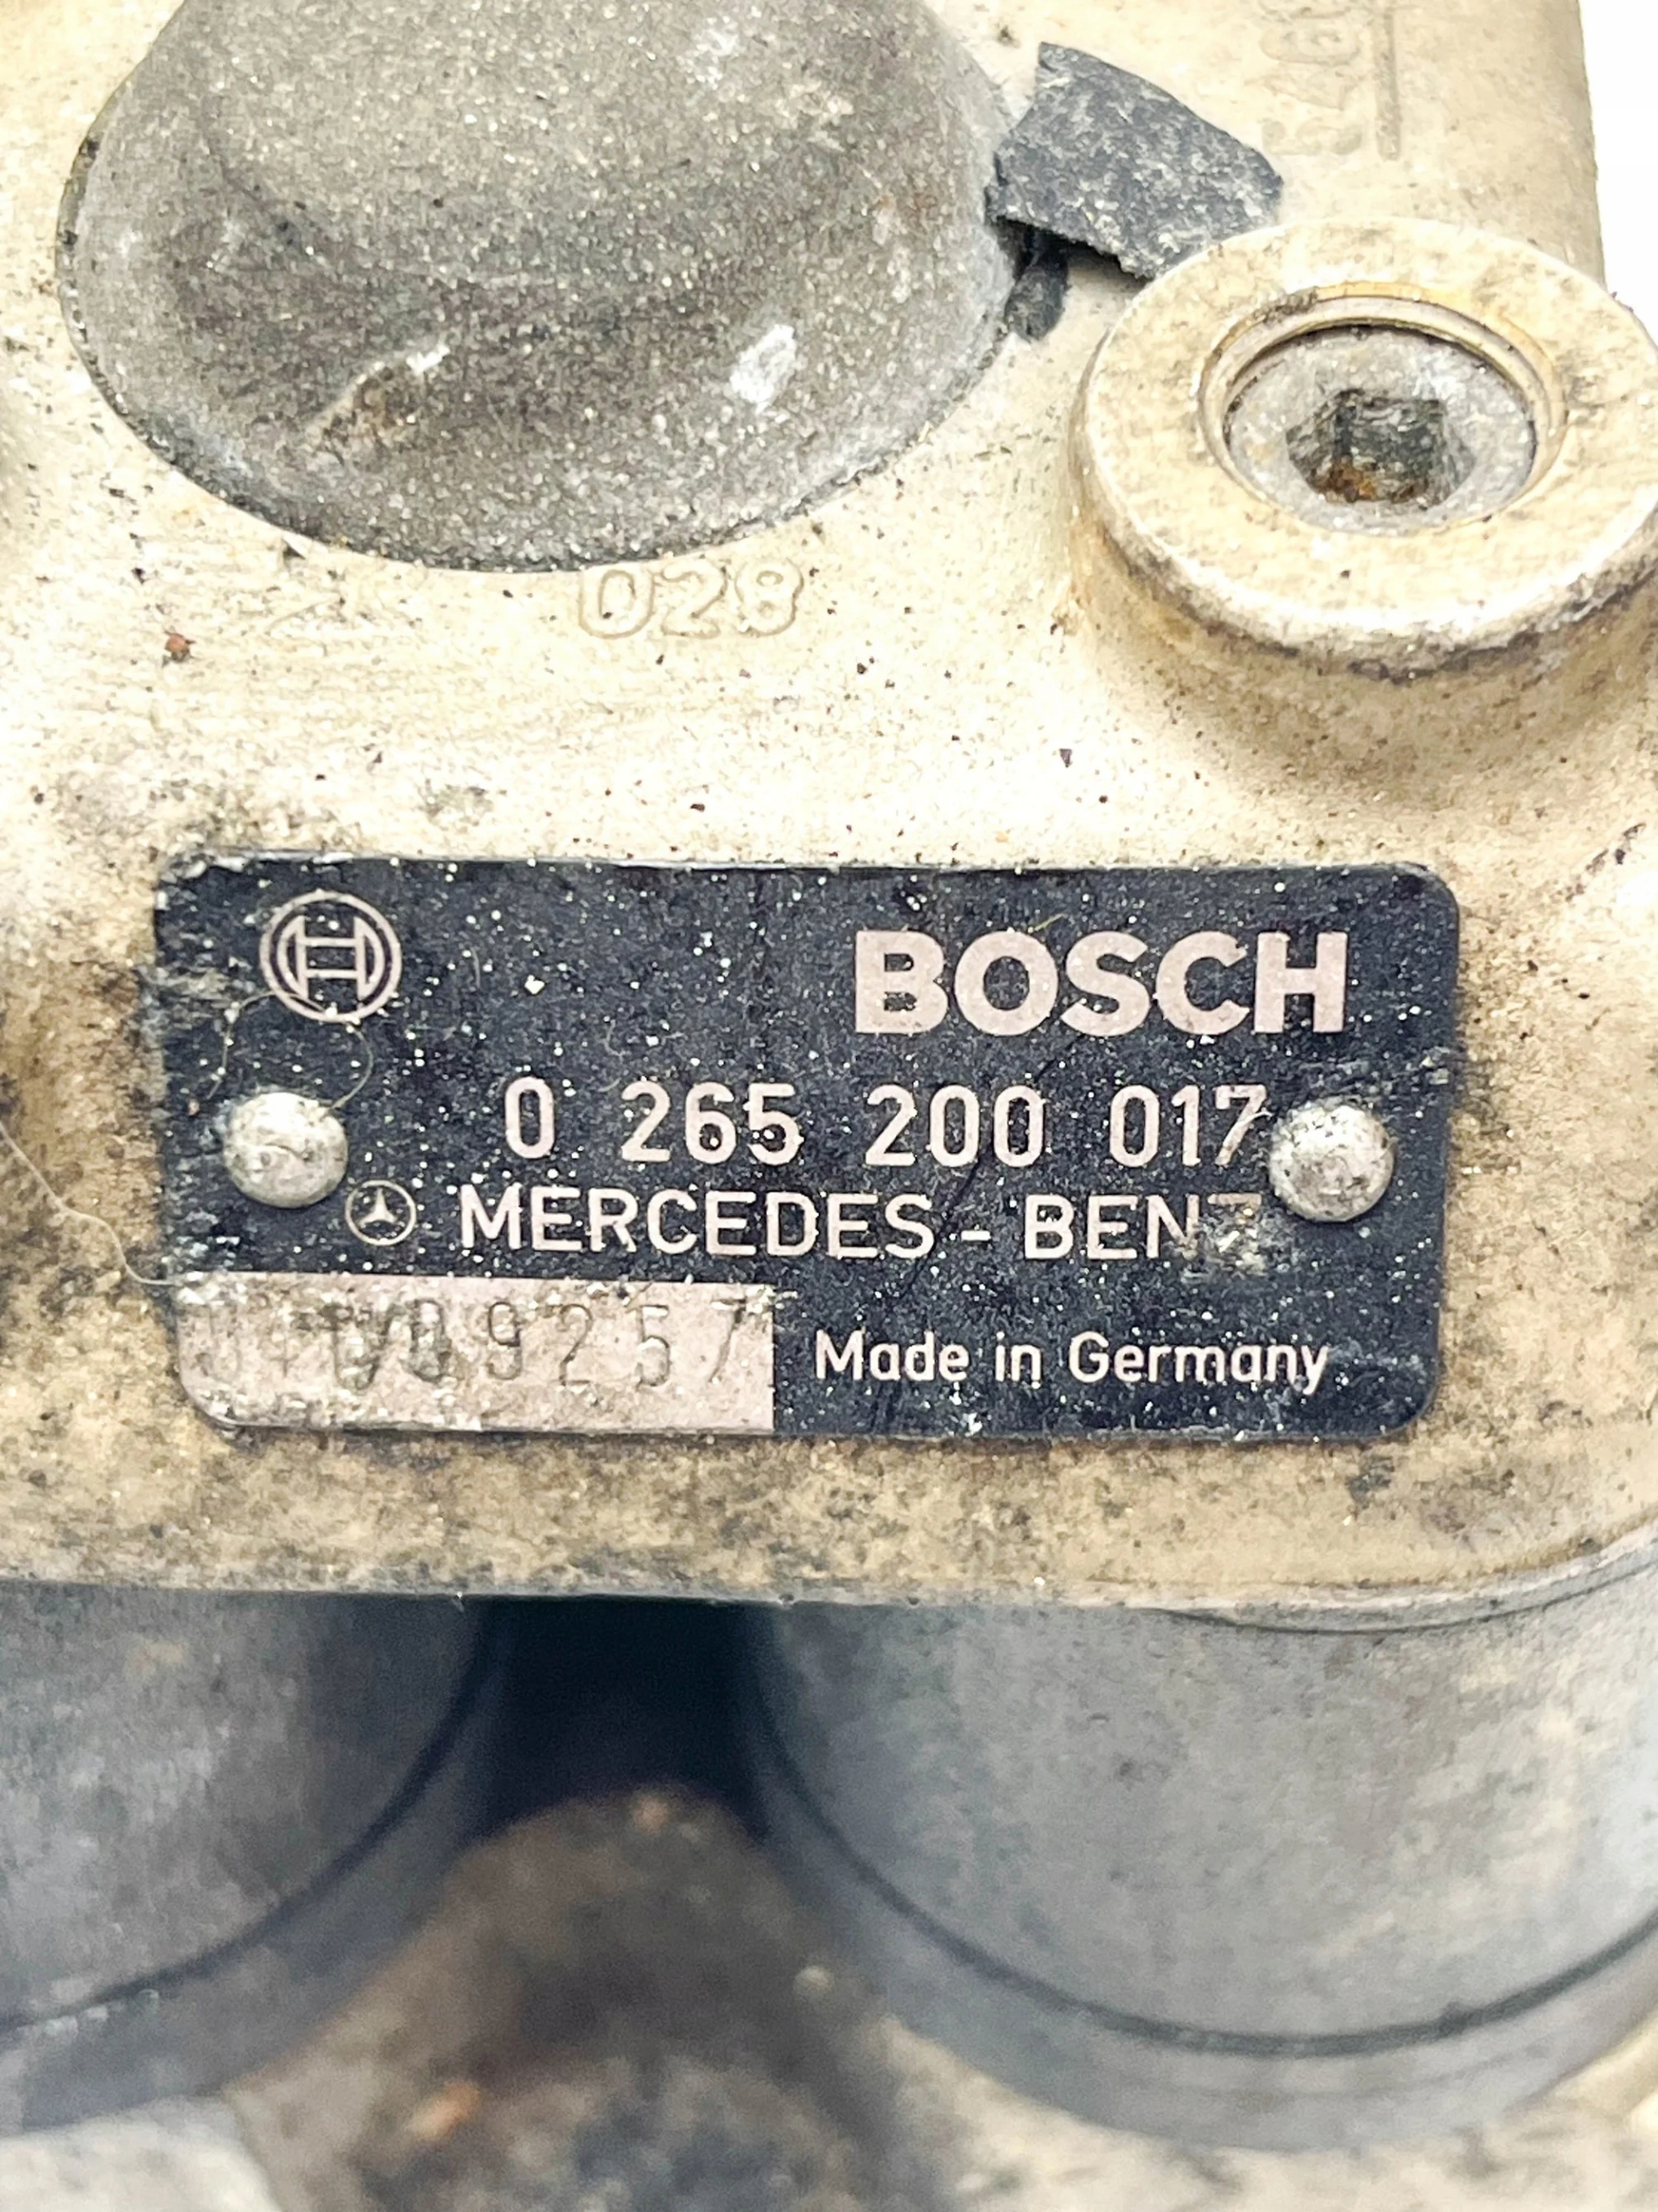 028
BOSCH
0 265 200 017
MERCEDES - BENZ
Made in Germany